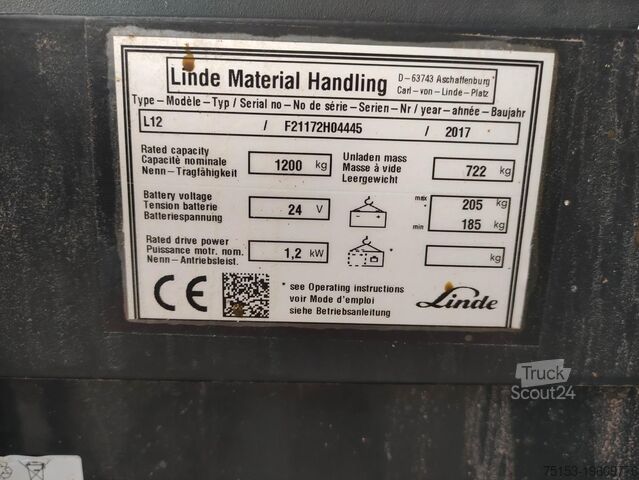 Linde Material Handling
D-63743 Aschaffenburg
Carl-von-Linde-Platz
Type-Modèle-Typ / Serial no-No de série-Serien-Nr / year-ahnée-Baujahr
L12 / F21172H04445 / 2017
Rated capacity
Capacitè nominale
Nenn-Tragfähigkeit
1200 kg
Unladen mass
Masse à vide
Leergewicht
722 kg
Battery voltage
Tension batterie
Batteriespannung
24 V
max 205 kg
min 185 kg
Rated drive power
Puissance motr. nom.
Nenn-Antriebsleist.
1,2 kW
kg
CE
* see Operating instructions
voir Mode d'emploi
siehe Betriebsanleitung
Linde
Truck
Scout24